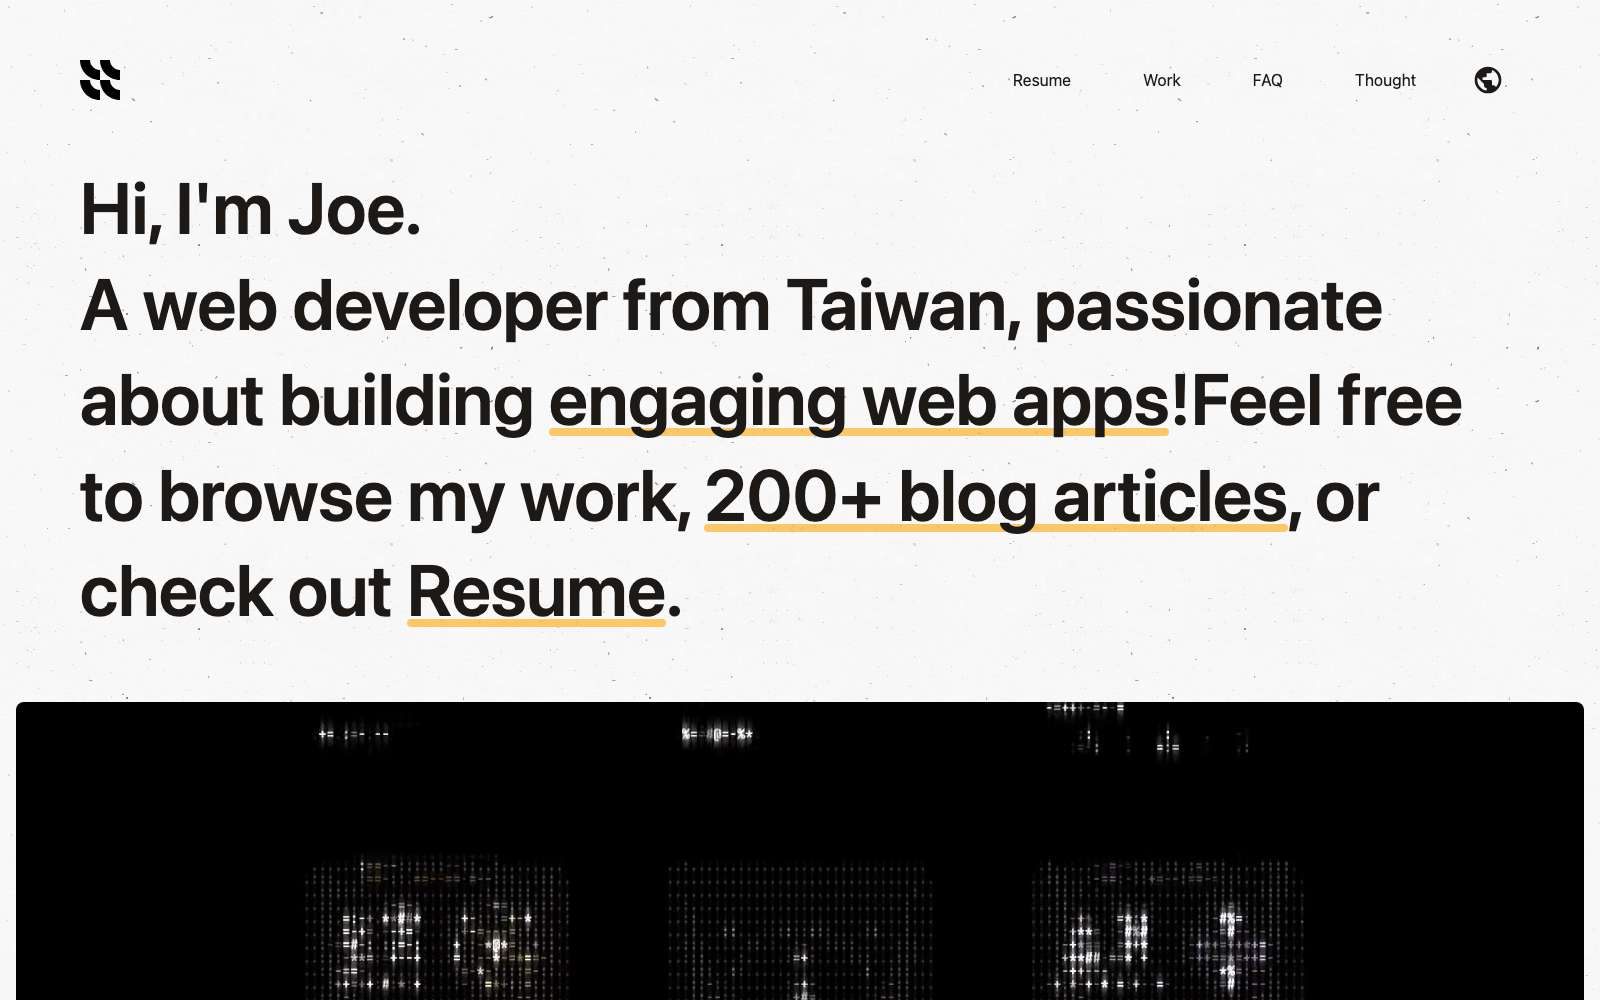 Resume Work FAQ Thought
Hi, I'm Joe.
A web developer from Taiwan, passionate
about building engaging web apps!Feel free
to browse my work, 200+ blog articles, or
check out Resume.